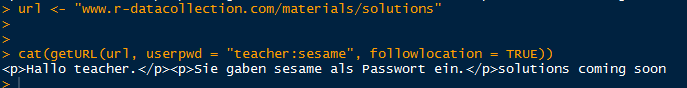 > url <- "www.r-datacollection.com/materials/solutions"
>
>
> cat(getURL(url, userpwd = "teacher:sesame", followlocation = TRUE))
<p>Hallo teacher.</p><p>Sie gaben sesame als Passwort ein.</p>solutions coming soon
>